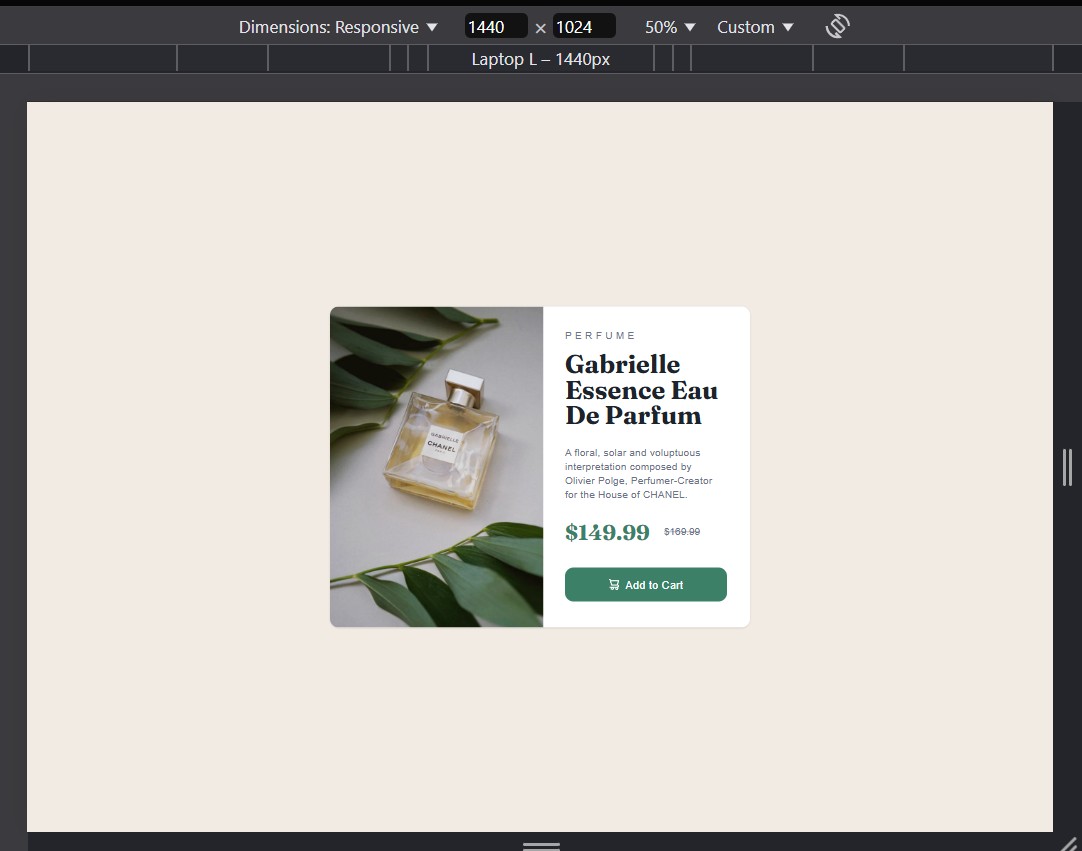 Dimensions: Responsive 1440 × 1024 50% Custom
Laptop L – 1440px
GABRIELLE
CHANEL
PERFUME
Gabrielle
Essence Eau
De Parfum
A floral, solar and voluptuous
interpretation composed by
Olivier Polge, Perfumer-Creator
for the House of CHANEL.
$149.99 $169.99
Add to Cart